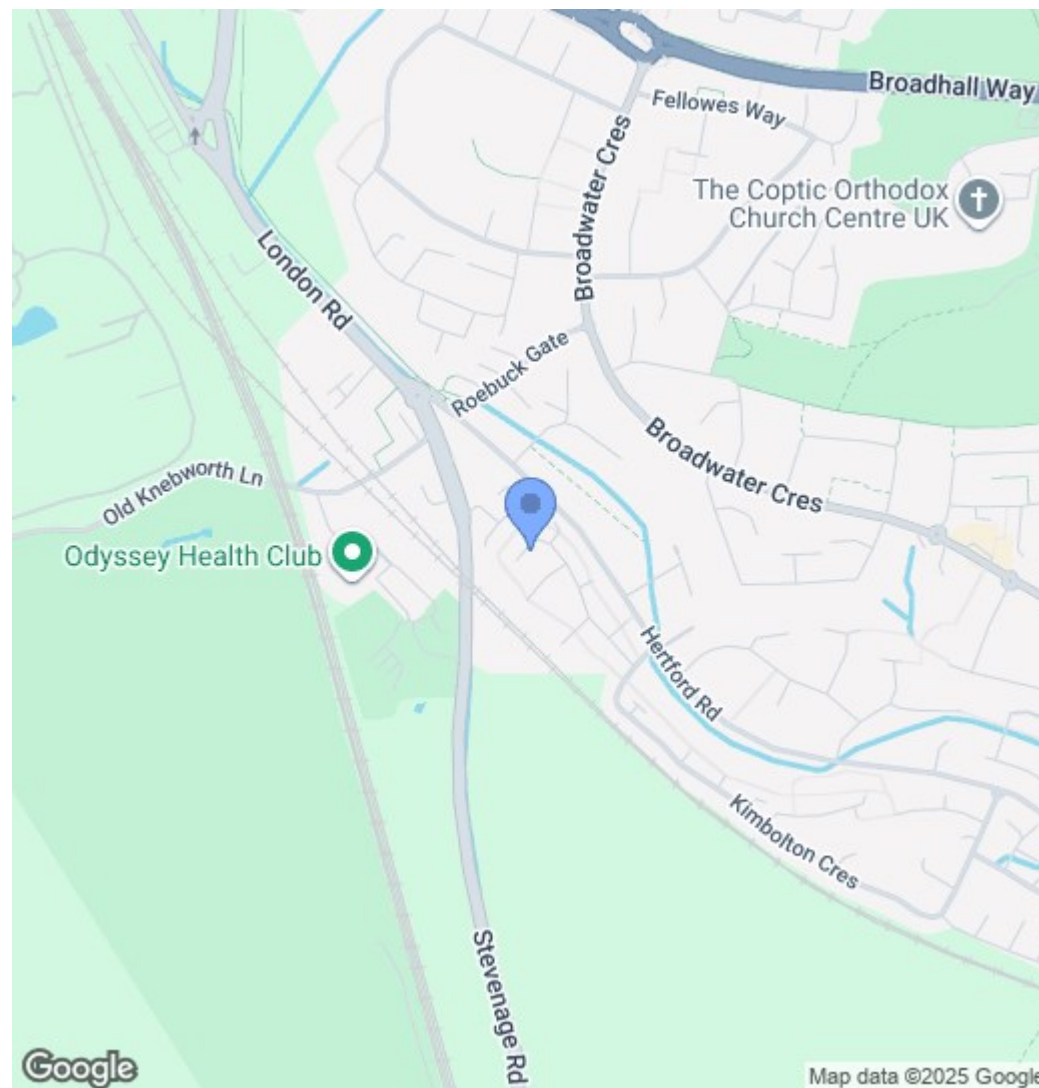 Broadhall Way
Fellowes Way
Broadwater Cres
The Coptic Orthodox
Church Centre UK
London Rd
Roebuck Gate
Broadwater Cres
Old Knebworth Ln
Odyssey Health Club
Hertford Rd
Kimbolton Cres
Stevenage Rd
Google
Map data ©2025 Google